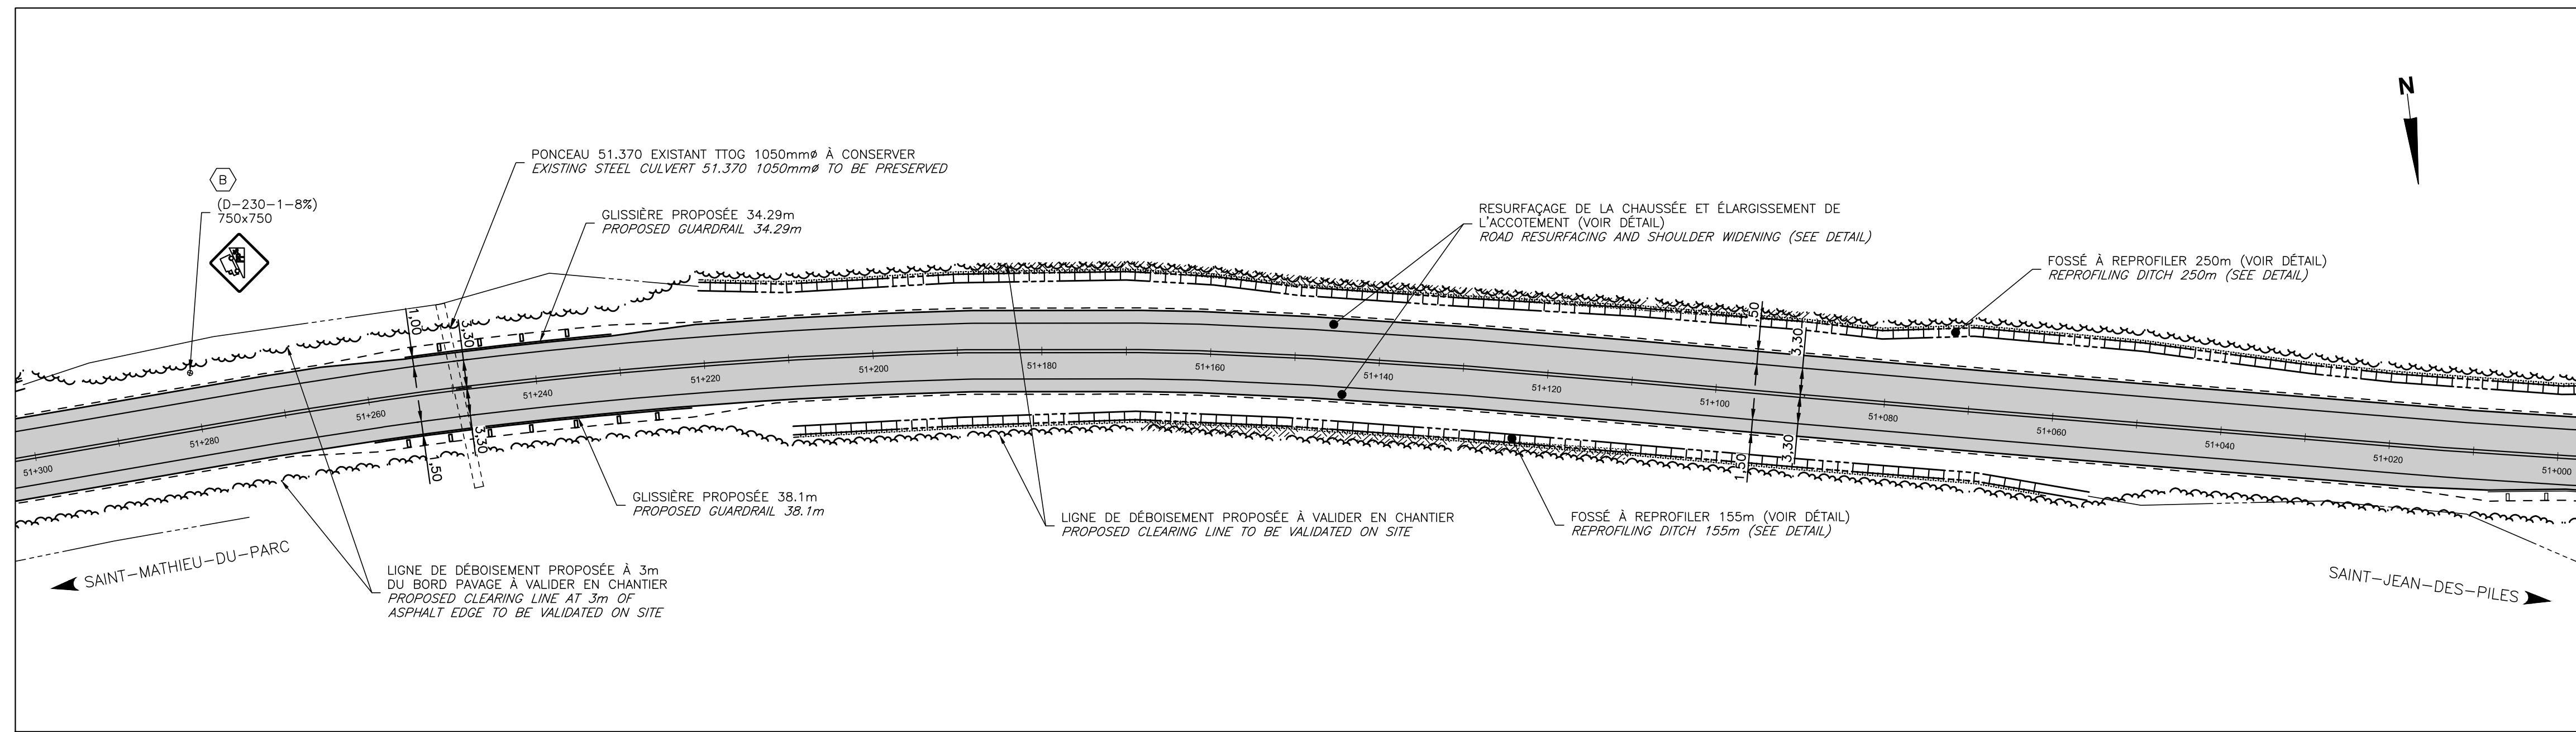 N
PONCEAU 51.370 EXISTANT TTOG 1050mmø À CONSERVER
EXISTING STEEL CULVERT 51.370 1050mmø TO BE PRESERVED
B
(D-230-1-8%)
750x750
GLISSIÈRE PROPOSÉE 34.29m
PROPOSED GUARDRAIL 34.29m
RESURFAÇAGE DE LA CHAUSSÉE ET ÉLARGISSEMENT DE
L'ACCOTEMENT (VOIR DÉTAIL)
ROAD RESURFACING AND SHOULDER WIDENING (SEE DETAIL)
FOSSÉ À REPROFILER 250m (VOIR DÉTAIL)
REPROFILING DITCH 250m (SEE DETAIL)
1,00
3,30
3,30
1,50
1,50
3,30
1,50
3,30
51+300
51+280
51+260
51+240
51+220
51+200
51+180
51+160
51+140
51+120
51+100
51+080
51+060
51+040
51+020
51+000
GLISSIÈRE PROPOSÉE 38.1m
PROPOSED GUARDRAIL 38.1m
LIGNE DE DÉBOISEMENT PROPOSÉE À VALIDER EN CHANTIER
PROPOSED CLEARING LINE TO BE VALIDATED ON SITE
FOSSÉ À REPROFILER 155m (VOIR DÉTAIL)
REPROFILING DITCH 155m (SEE DETAIL)
SAINT-MATHIEU-DU-PARC
LIGNE DE DÉBOISEMENT PROPOSÉE À 3m
DU BORD PAVAGE À VALIDER EN CHANTIER
PROPOSED CLEARING LINE AT 3m OF
ASPHALT EDGE TO BE VALIDATED ON SITE
SAINT-JEAN-DES-PILES